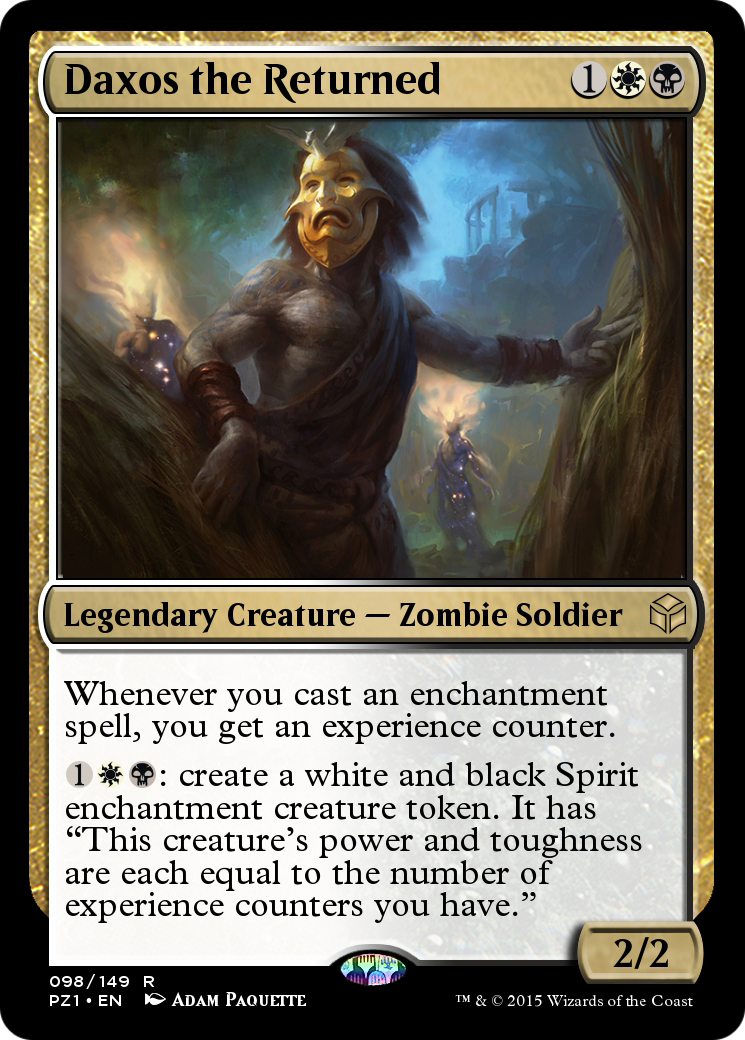 Daxos the Returned 1
Legendary Creature — Zombie Soldier
Whenever you cast an enchantment
spell, you get an experience counter.
1 : create a white and black Spirit
enchantment creature token. It has
“This creature’s power and toughness
are each equal to the number of
experience counters you have.”
2/2
098/149 R
PZ1 • EN Adam Paquette
™ & © 2015 Wizards of the Coast